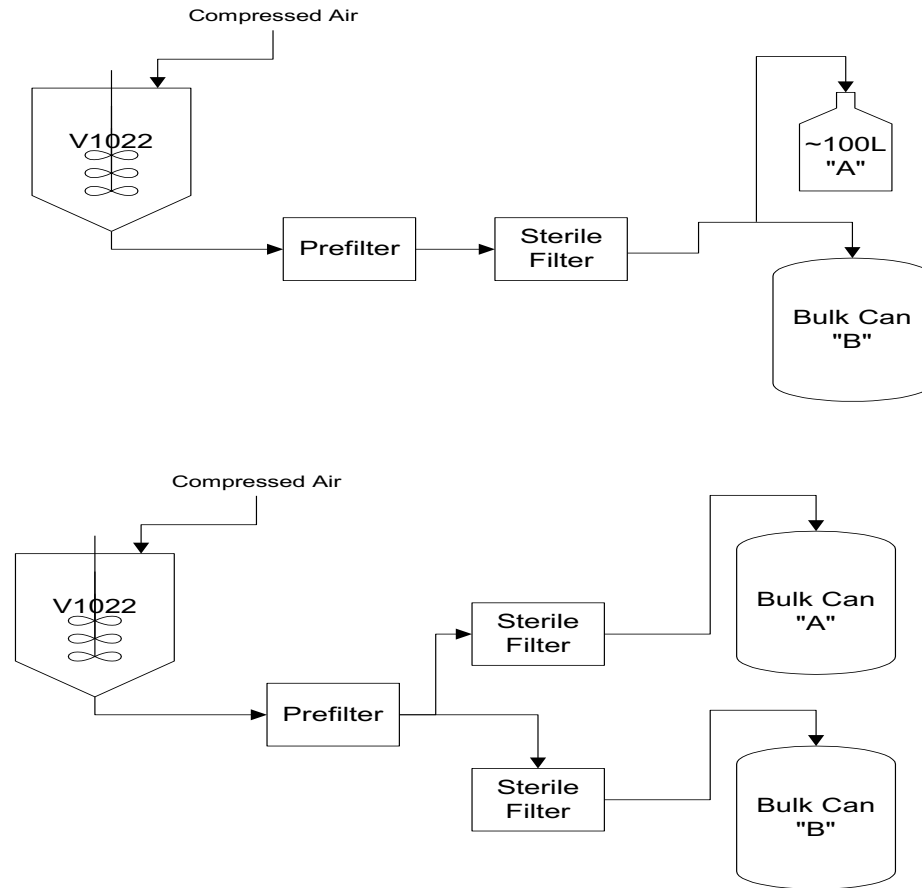 Compressed Air
V1022
~100L
"A"
Prefilter
Sterile
Filter
Bulk Can
"B"
Compressed Air
V1022
Bulk Can
"A"
Sterile
Filter
Prefilter
Sterile
Filter
Bulk Can
"B"